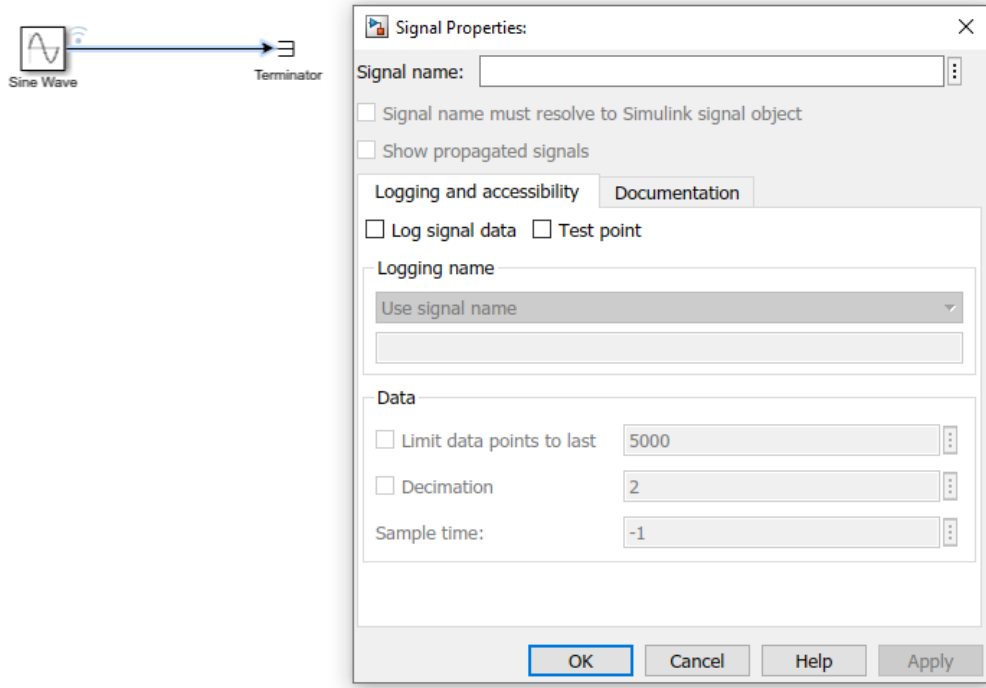 Signal Properties:
Signal name:
Signal name must resolve to Simulink signal object
Show propagated signals
Logging and accessibility
Documentation
Log signal data
Test point
Logging name
Use signal name
Data
Limit data points to last
5000
Decimation
2
Sample time:
-1
OK
Cancel
Help
Apply
Sine Wave
Terminator